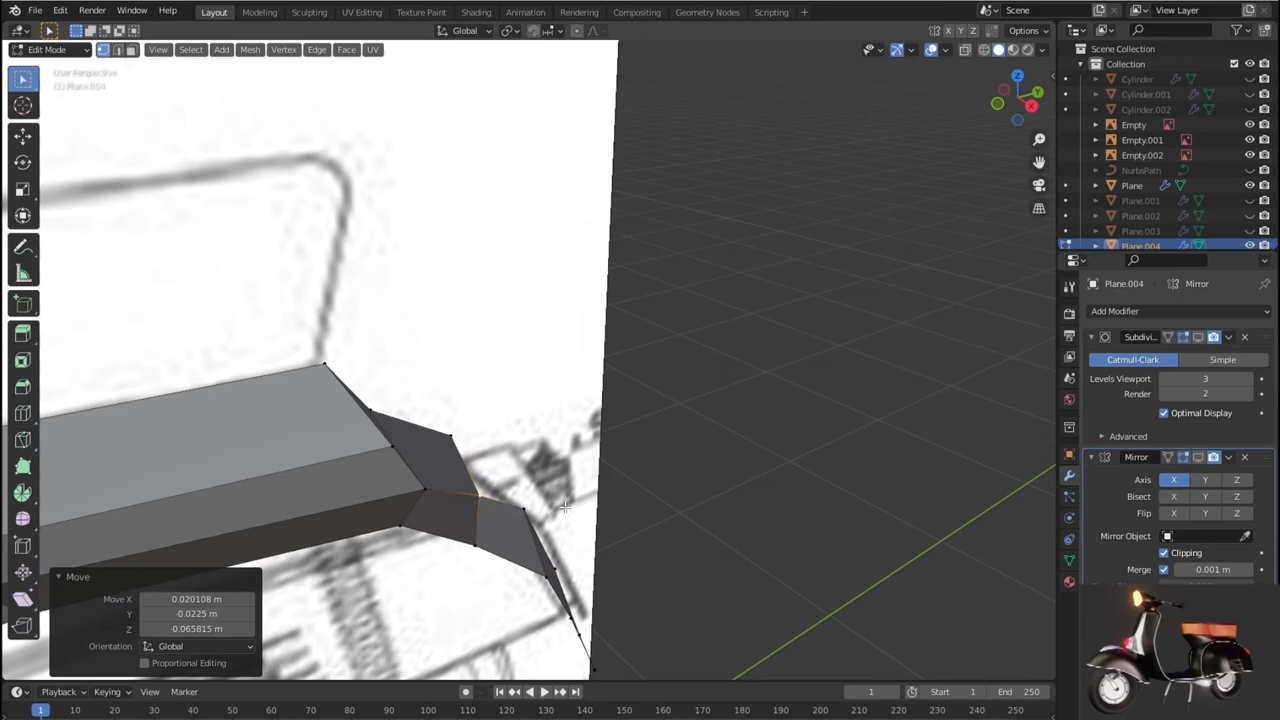 File Edit Render Window Help Layout Modeling Sculpting UV Editing Texture Paint Shading Animation Rendering Compositing Geometry Nodes Scripting + Scene View Layer
Global X Y Z Options
Edit Mode View Select Add Mesh Vertex Edge Face UV
User Perspective
(1) Plane.004
Z
Y
X
Scene Collection
Collection
Cylinder
Cylinder.001
Cylinder.002
Empty
Empty.001
Empty.002
NurbsPath
Plane
Plane.001
Plane.002
Plane.003
Plane.004
Plane.004 Mirror
Add Modifier
Subdivi..
Catmull-Clark Simple
Levels Viewport 3
Render 2
Optimal Display
Advanced
Mirror
Axis X Y Z
Bisect X Y Z
Flip X Y Z
Mirror Object
Clipping
Merge 0.001 m
Move
Move X 0.020108 m
Y -0.0225 m
Z -0.065815 m
Orientation Global
Proportional Editing
Playback Keying View Marker 1 Start 1 End 250
1 10 20 30 40 50 60 70 80 90 100 110 120 130 140 150 160 170 180 190 200 210 220 230 240 250